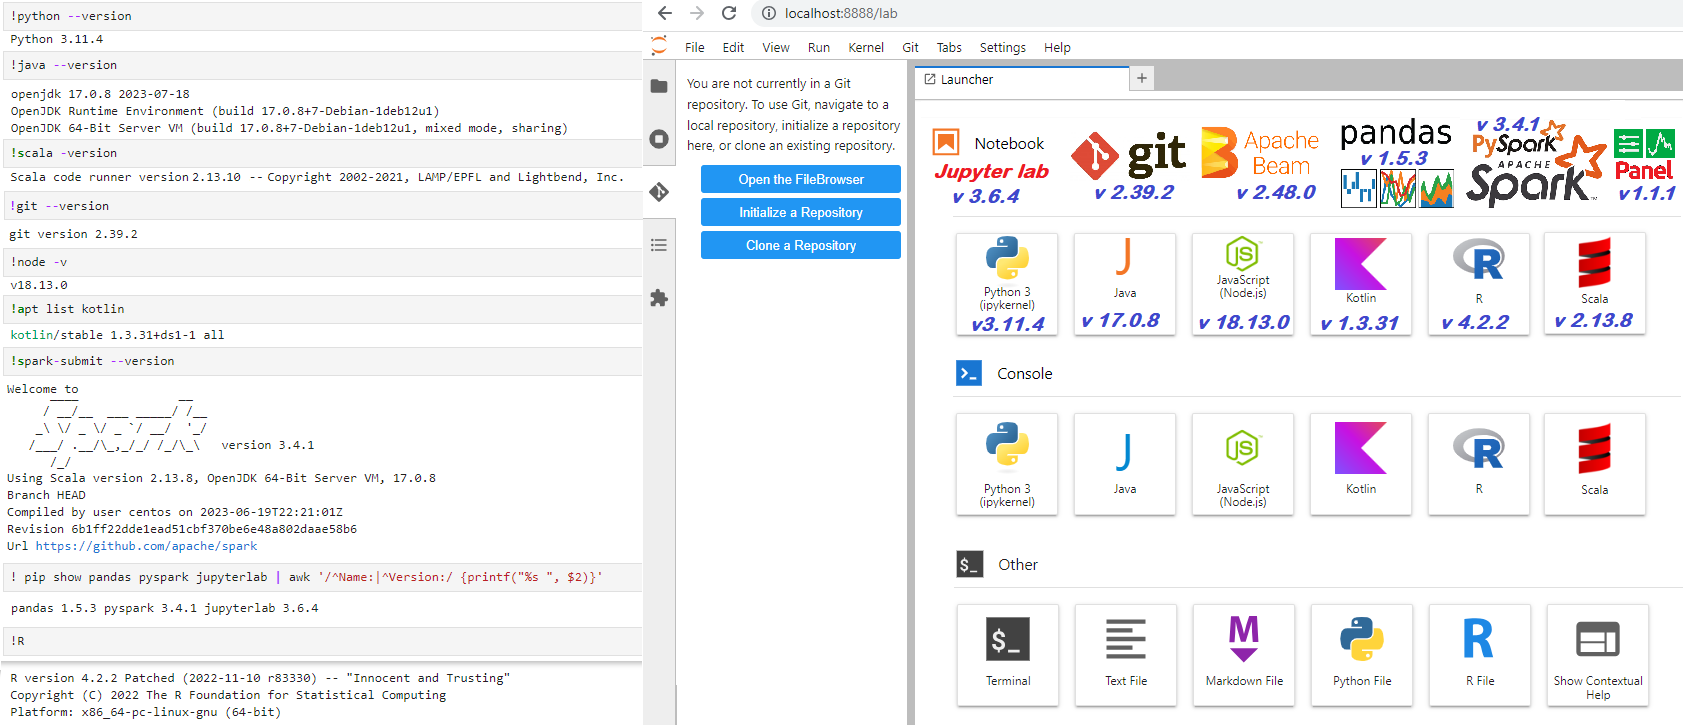 !python --version
Python 3.11.4
!java --version
openjdk 17.0.8 2023-07-18
OpenJDK Runtime Environment (build 17.0.8+7-Debian-1deb12u1)
OpenJDK 64-Bit Server VM (build 17.0.8+7-Debian-1deb12u1, mixed mode, sharing)
!scala -version
Scala code runner version 2.13.10 -- Copyright 2002-2021, LAMP/EPFL and Lightbend, Inc.
!git --version
git version 2.39.2
!node -v
v18.13.0
!apt list kotlin
kotlin/stable 1.3.31+ds1-1 all
!spark-submit --version
Welcome to
version 3.4.1
Using Scala version 2.13.8, OpenJDK 64-Bit Server VM, 17.0.8
Branch HEAD
Compiled by user centos on 2023-06-19T22:21:01Z
Revision 6b1ff22dde1ead51cbf370be6e48a802daae58b6
Url https://github.com/apache/spark
! pip show pandas pyspark jupyterlab | awk '/^Name:|^Version:/ {printf("%s ", $2)}'
pandas 1.5.3 pyspark 3.4.1 jupyterlab 3.6.4
!R
R version 4.2.2 Patched (2022-11-10 r83330) -- "Innocent and Trusting"
Copyright (C) 2022 The R Foundation for Statistical Computing
Platform: x86_64-pc-linux-gnu (64-bit)
localhost:8888/lab
File Edit View Run Kernel Git Tabs Settings Help
You are not currently in a Git
repository. To use Git, navigate to a
local repository, initialize a repository
here, or clone an existing repository.
Open the FileBrowser
Initialize a Repository
Clone a Repository
Launcher
Notebook
Jupyter lab
v 3.6.4
git
v 2.39.2
Apache
Beam
v 2.48.0
pandas
v 1.5.3
v 3.4.1
PySpark
APACHE
Spark™
Panel
v1.1.1
Python 3
(ipykernel)
v3.11.4
J
Java
v 17.0.8
JS
JavaScript
(Node.js)
v 18.13.0
Kotlin
v 1.3.31
R
R
v 4.2.2
Scala
v 2.13.8
Console
Python 3
(ipykernel)
J
Java
JS
JavaScript
(Node.js)
Kotlin
R
R
Scala
$_
Other
$_
Terminal
Text File
M
Markdown File
Python File
R
R File
Show Contextual
Help